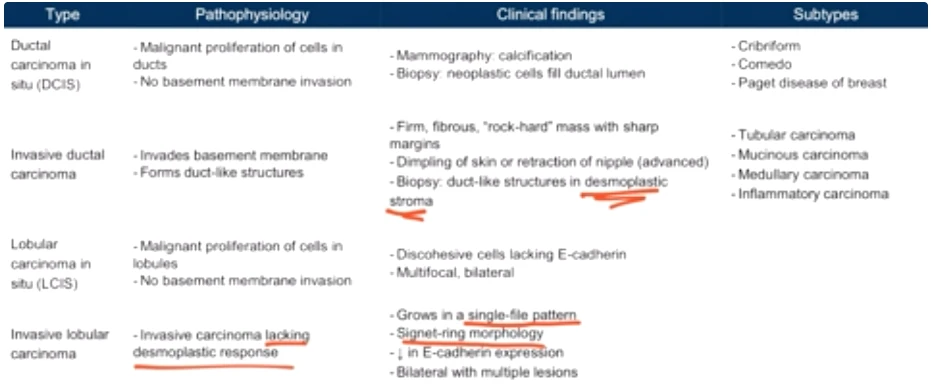 Type Pathophysiology Clinical findings Subtypes
Ductal
carcinoma in
situ (DCIS)
- Malignant proliferation of cells in
ducts
- No basement membrane invasion
- Mammography: calcification
- Biopsy: neoplastic cells fill ductal lumen
- Cribriform
- Comedo
- Paget disease of breast
Invasive ductal
carcinoma
- Invades basement membrane
- Forms duct-like structures
- Firm, fibrous, "rock-hard" mass with sharp
margins
- Dimpling of skin or retraction of nipple (advanced)
- Biopsy: duct-like structures in desmoplastic
stroma
- Tubular carcinoma
- Mucinous carcinoma
- Medullary carcinoma
- Inflammatory carcinoma
Lobular
carcinoma in
situ (LCIS)
- Malignant proliferation of cells in
lobules
- No basement membrane invasion
- Discohesive cells lacking E-cadherin
- Multifocal, bilateral
Invasive lobular
carcinoma
- Invasive carcinoma lacking
desmoplastic response
- Grows in a single-file pattern
- Signet-ring morphology
- ↓ in E-cadherin expression
- Bilateral with multiple lesions